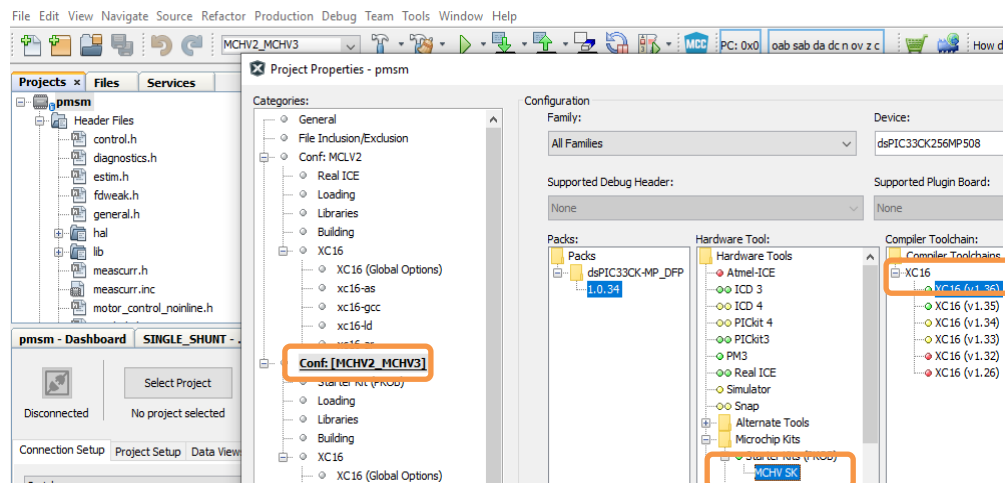 File Edit View Navigate Source Refactor Production Debug Team Tools Window Help
MCHV2_MCHV3
MCC
PC: 0x0
oab sab da dc n ov z c
How d
Projects × Files Services
pmsm
Header Files
control.h
diagnostics.h
estim.h
fdweak.h
general.h
hal
lib
meascurr.h
meascurr.inc
motor_control_noinline.h
pmsm - Dashboard
SINGLE_SHUNT - .
Disconnected
Select Project
No project selected
Connection Setup Project Setup Data View
Project Properties - pmsm
Categories:
General
File Inclusion/Exclusion
Conf: MCLV2
Real ICE
Loading
Libraries
Building
XC16
XC16 (Global Options)
xc16-as
xc16-gcc
xc16-ld
xc16-ar
Conf: [MCHV2_MCHV3]
Starter Kit (PKOB)
Loading
Libraries
Building
XC16
XC16 (Global Options)
Configuration
Family:
All Families
Device:
dsPIC33CK256MP508
Supported Debug Header:
None
Supported Plugin Board:
None
Packs:
Packs
dsPIC33CK-MP_DFP
1.0.34
Hardware Tool:
Hardware Tools
Atmel-ICE
ICD 3
ICD 4
PICkit 4
PICkit3
PM3
Real ICE
Simulator
Snap
Alternate Tools
Microchip Kits
Starter Kits (PKOB)
MCHV SK
Compiler Toolchain:
Compiler Toolchains
XC16
XC16 (v1.36)
XC16 (v1.35)
XC16 (v1.34)
XC16 (v1.33)
XC16 (v1.32)
XC16 (v1.26)